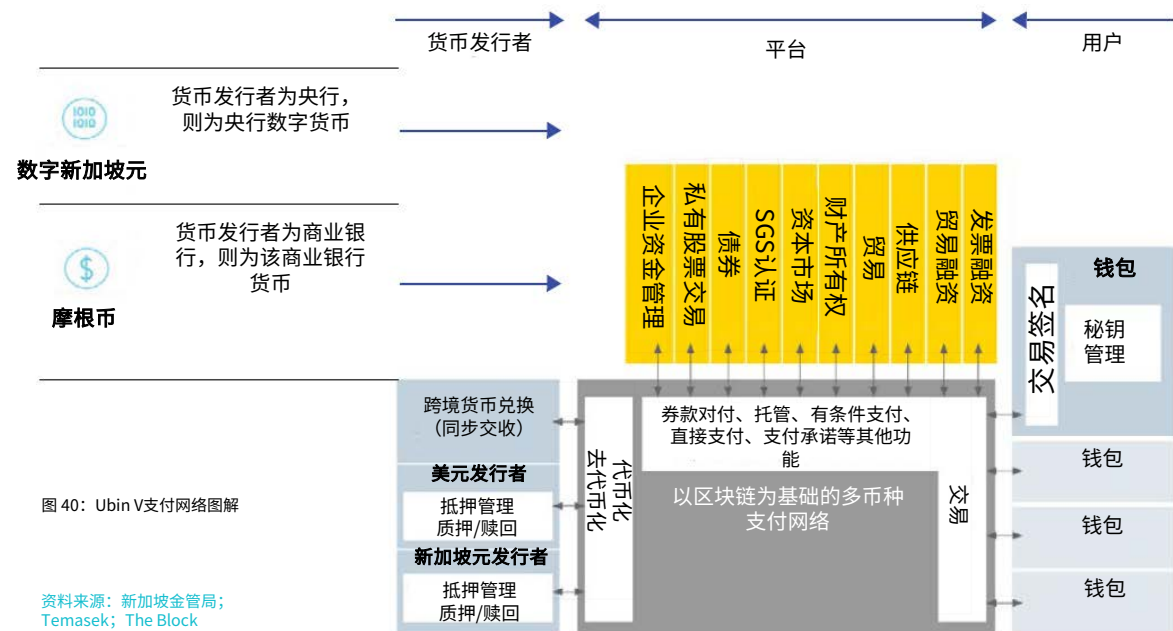 货币发行者
平台
用户
货币发行者为央行，
则为央行数字货币
数字新加坡元
货币发行者为商业银
行，则为该商业银行
货币
摩根币
企业资金管理
私有股票交易
债券
SGS认证
资本市场
财产所有权
贸易
供应链
贸易融资
发票融资
钱包
交易签名
秘钥
管理
跨境货币兑换
（同步交收）
美元发行者
抵押管理
质押/赎回
新加坡元发行者
抵押管理
质押/赎回
代币化
去代币化
券款对付、托管、有条件支付、
直接支付、支付承诺等其他功
能
以区块链为基础的多币种
支付网络
交易
钱包
钱包
钱包
图 40：Ubin V支付网络图解
资料来源：新加坡金管局；
Temasek；The Block